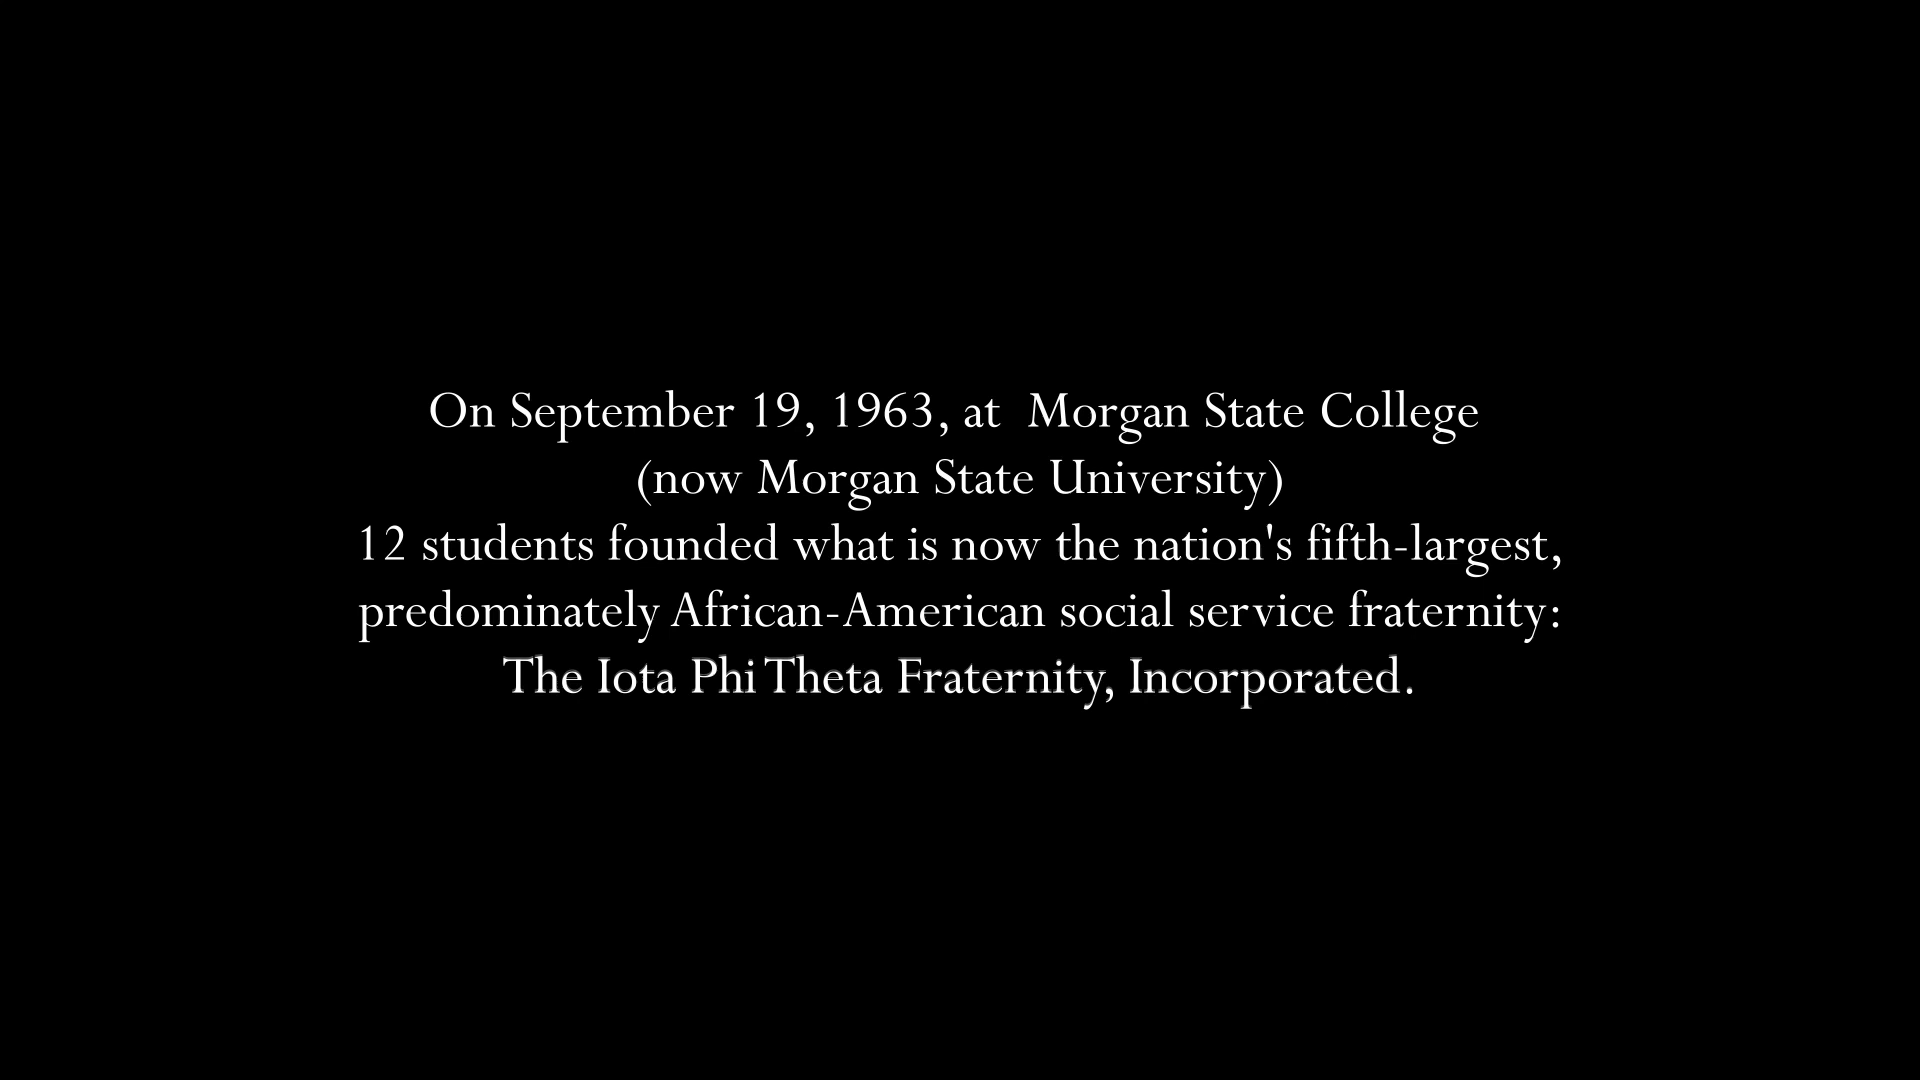 On September 19, 1963, at  Morgan State College
(now Morgan State University)
12 students founded what is now the nation's fifth-largest,
predominately African-American social service fraternity:
The Iota Phi Theta Fraternity, Incorporated.